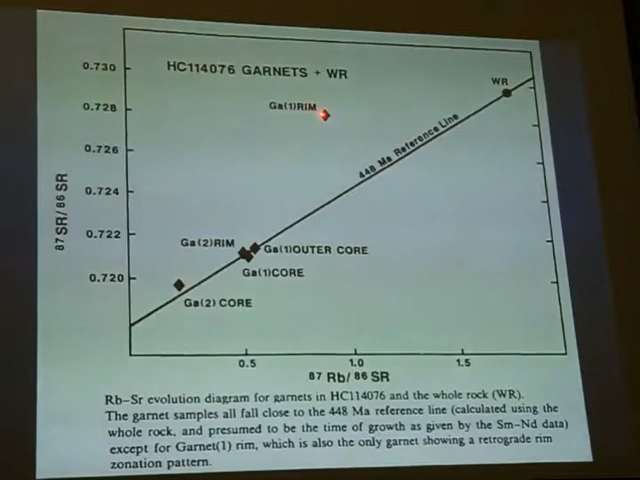 HC114076 GARNETS + WR
WR
Ga(1)RIM
448 Ma Reference Line
Ga(2)RIM
Ga(1)OUTER CORE
Ga(1)CORE
Ga(2) CORE
87 SR/ 86 SR
0.730
0.728
0.726
0.724
0.722
0.720
0.5
1.0
1.5
87 Rb/ 86 SR
Rb-Sr evolution diagram for garnets in HC114076 and the whole rock (WR).
The garnet samples all fall close to the 448 Ma reference line (calculated using the
whole rock, and presumed to be the time of growth as given by the Sm-Nd data)
except for Garnet(1) rim, which is also the only garnet showing a retrograde rim
zonation pattern.